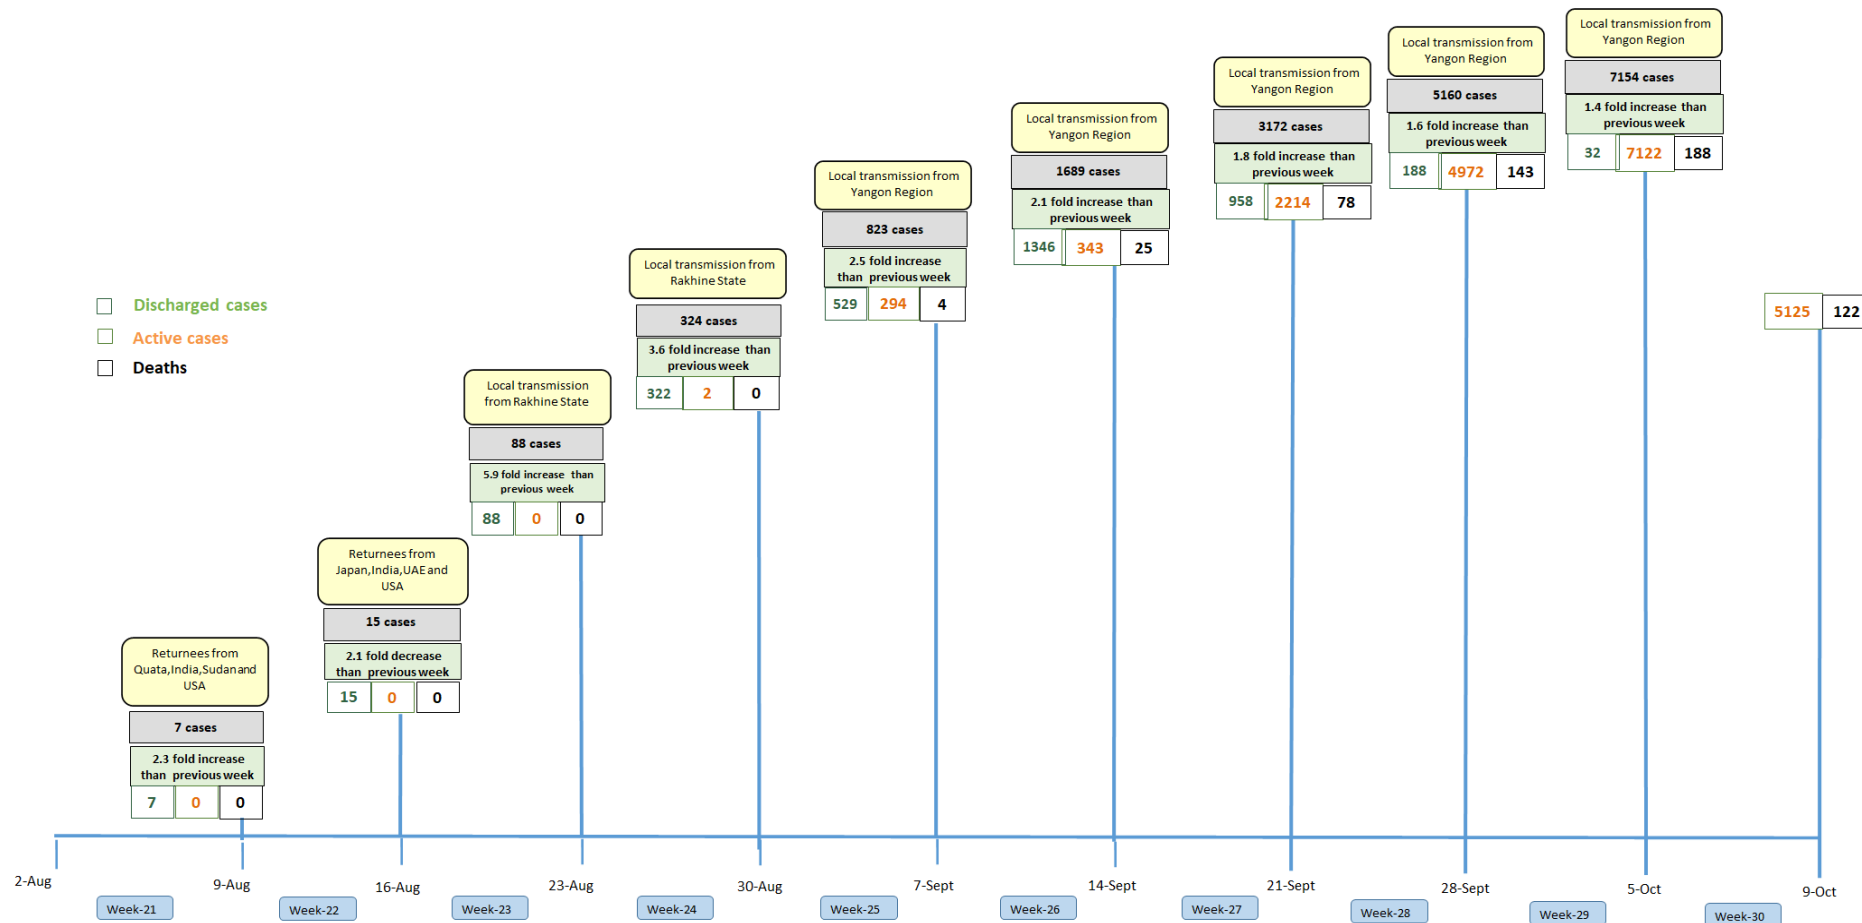 Discharged cases
Active cases
Deaths
Returnees from
Quata,India,Sudan and
USA
7 cases
2.3 fold increase
than previous week
7 0 0
Returnees from
Japan,India,UAE and
USA
15 cases
2.1 fold decrease
than previous week
15 0 0
Local transmission
from Rakhine State
88 cases
5.9 fold increase than
previous week
88 0 0
Local transmission from
Rakhine State
324 cases
3.6 fold increase than
previous week
322 2 0
Local transmission from
Yangon Region
823 cases
2.5 fold increase
than previous week
529 294 4
Local transmission from
Yangon Region
1689 cases
2.1 fold increase than
previous week
1346 343 25
Local transmission from
Yangon Region
3172 cases
1.8 fold increase than
previous week
958 2214 78
Local transmission from
Yangon Region
5160 cases
1.6 fold increase than
previous week
188 4972 143
Local transmission from
Yangon Region
7154 cases
1.4 fold increase than
previous week
32 7122 188
5125 122
2-Aug 9-Aug 16-Aug 23-Aug 30-Aug 7-Sept 14-Sept 21-Sept 28-Sept 5-Oct 9-Oct
Week-21 Week-22 Week-23 Week-24 Week-25 Week-26 Week-27 Week-28 Week-29 Week-30